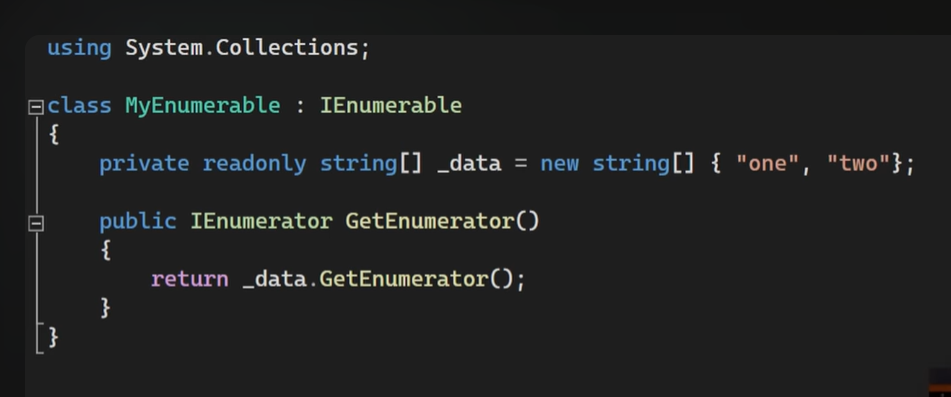 using System.Collections;
class MyEnumerable : IEnumerable
{
private readonly string[] _data = new string[] { "one", "two"};
public IEnumerator GetEnumerator()
{
return _data.GetEnumerator();
}
}